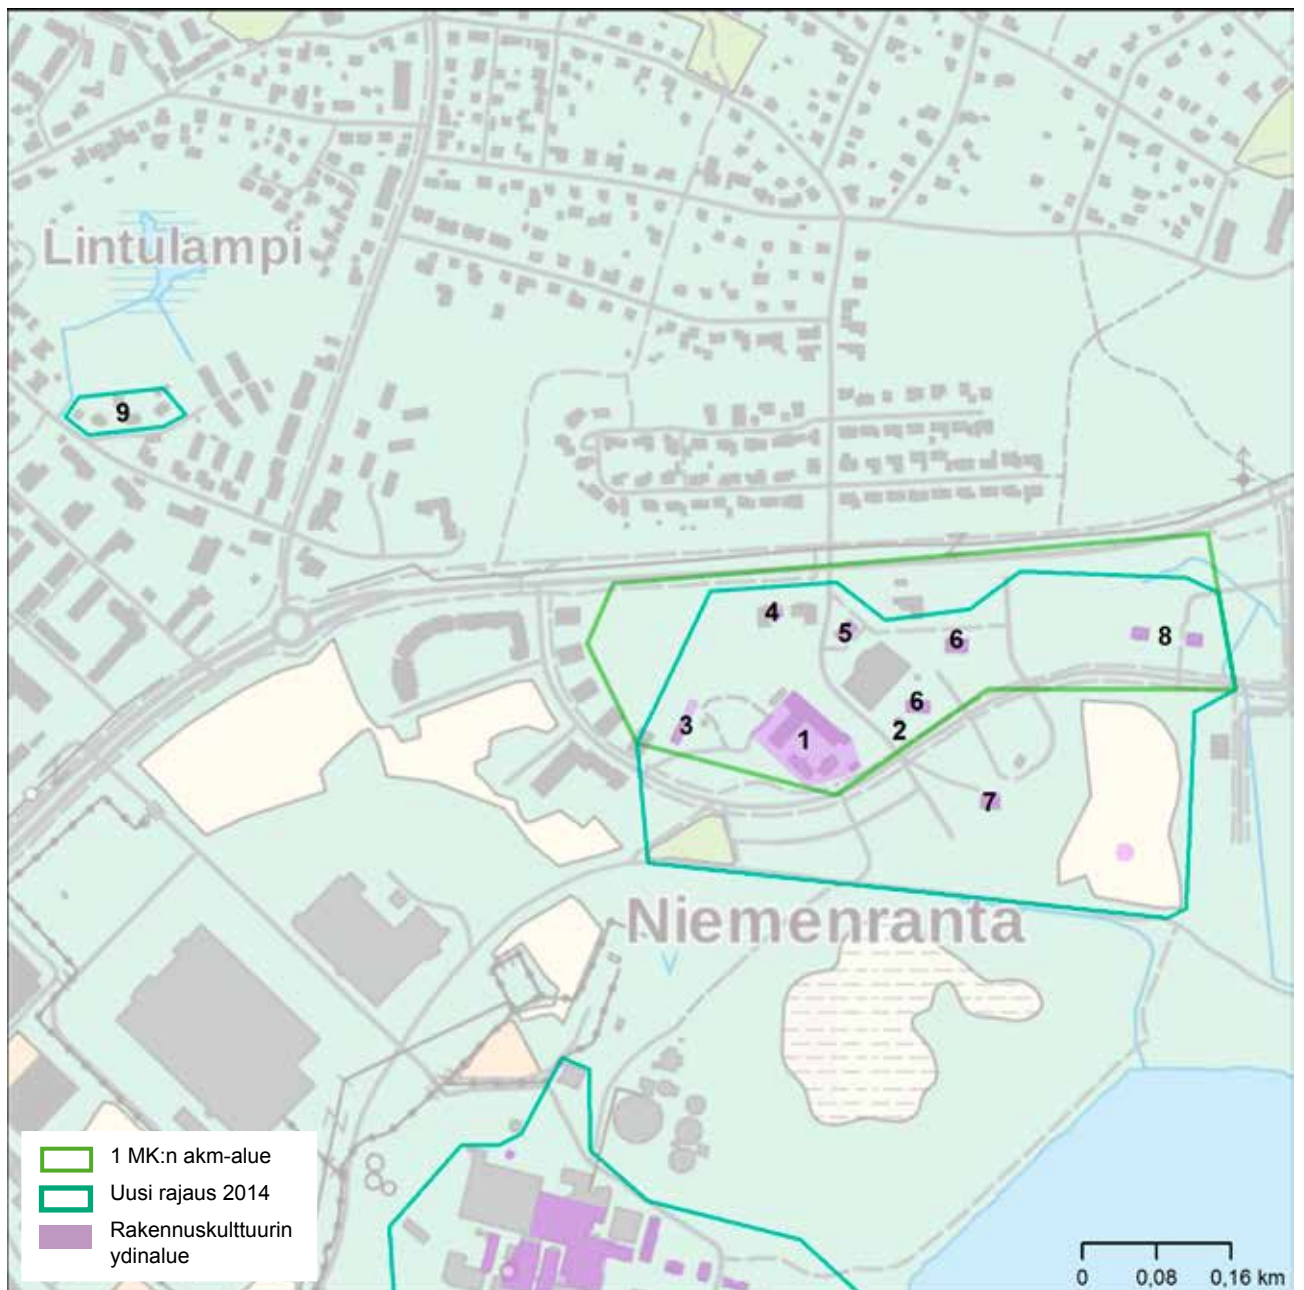 Lintulampi
9
4
5
6
8
6
3
2
1
7
Niemenranta
1 MK:n akm-alue
Uusi rajaus 2014
Rakennuskulttuurin
ydinalue
0 0,08 0,16 km